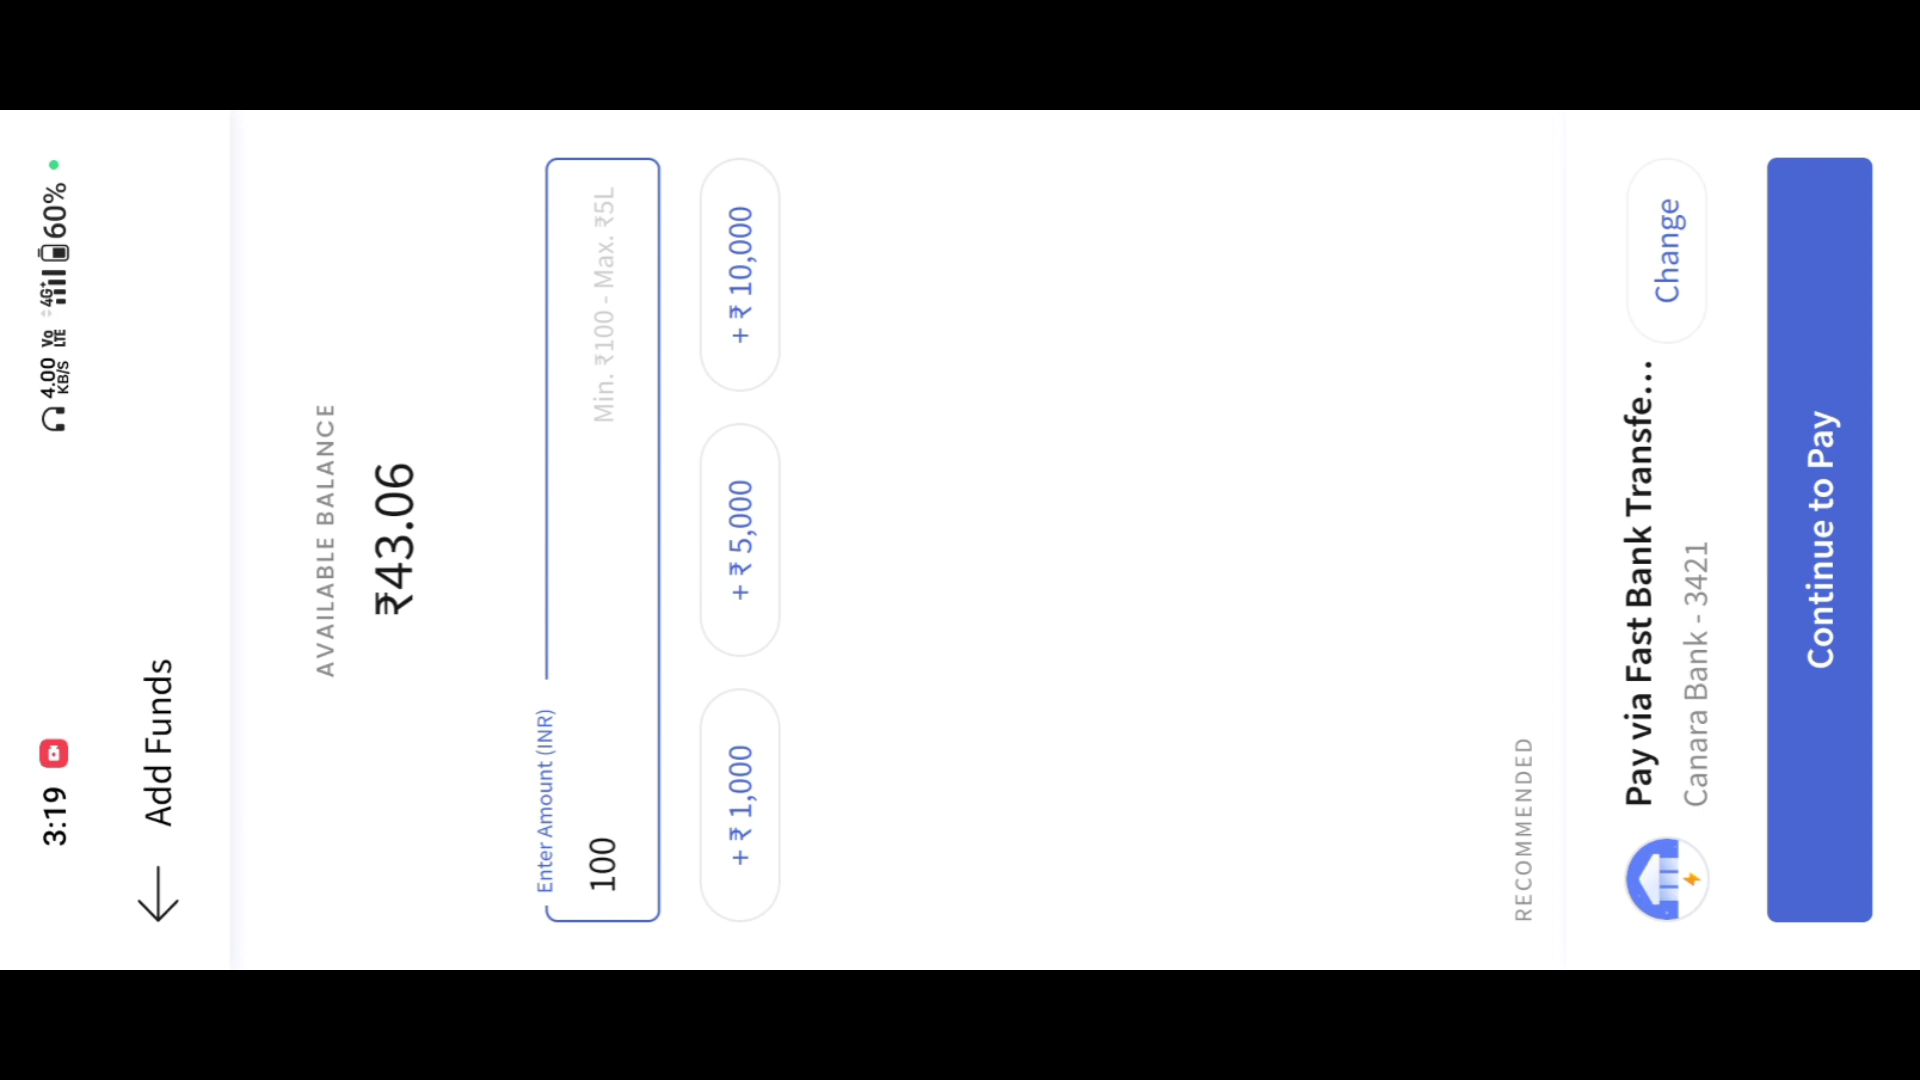 3:19 4.00 KB/S Vo LTE 4G+ 60%
Add Funds
AVAILABLE BALANCE
₹43.06
Enter Amount (INR)
100 Min. ₹100 - Max. ₹5L
+ ₹ 1,000 + ₹ 5,000 + ₹ 10,000
RECOMMENDED
Pay via Fast Bank Transfe... Change
Canara Bank - 3421
Continue to Pay